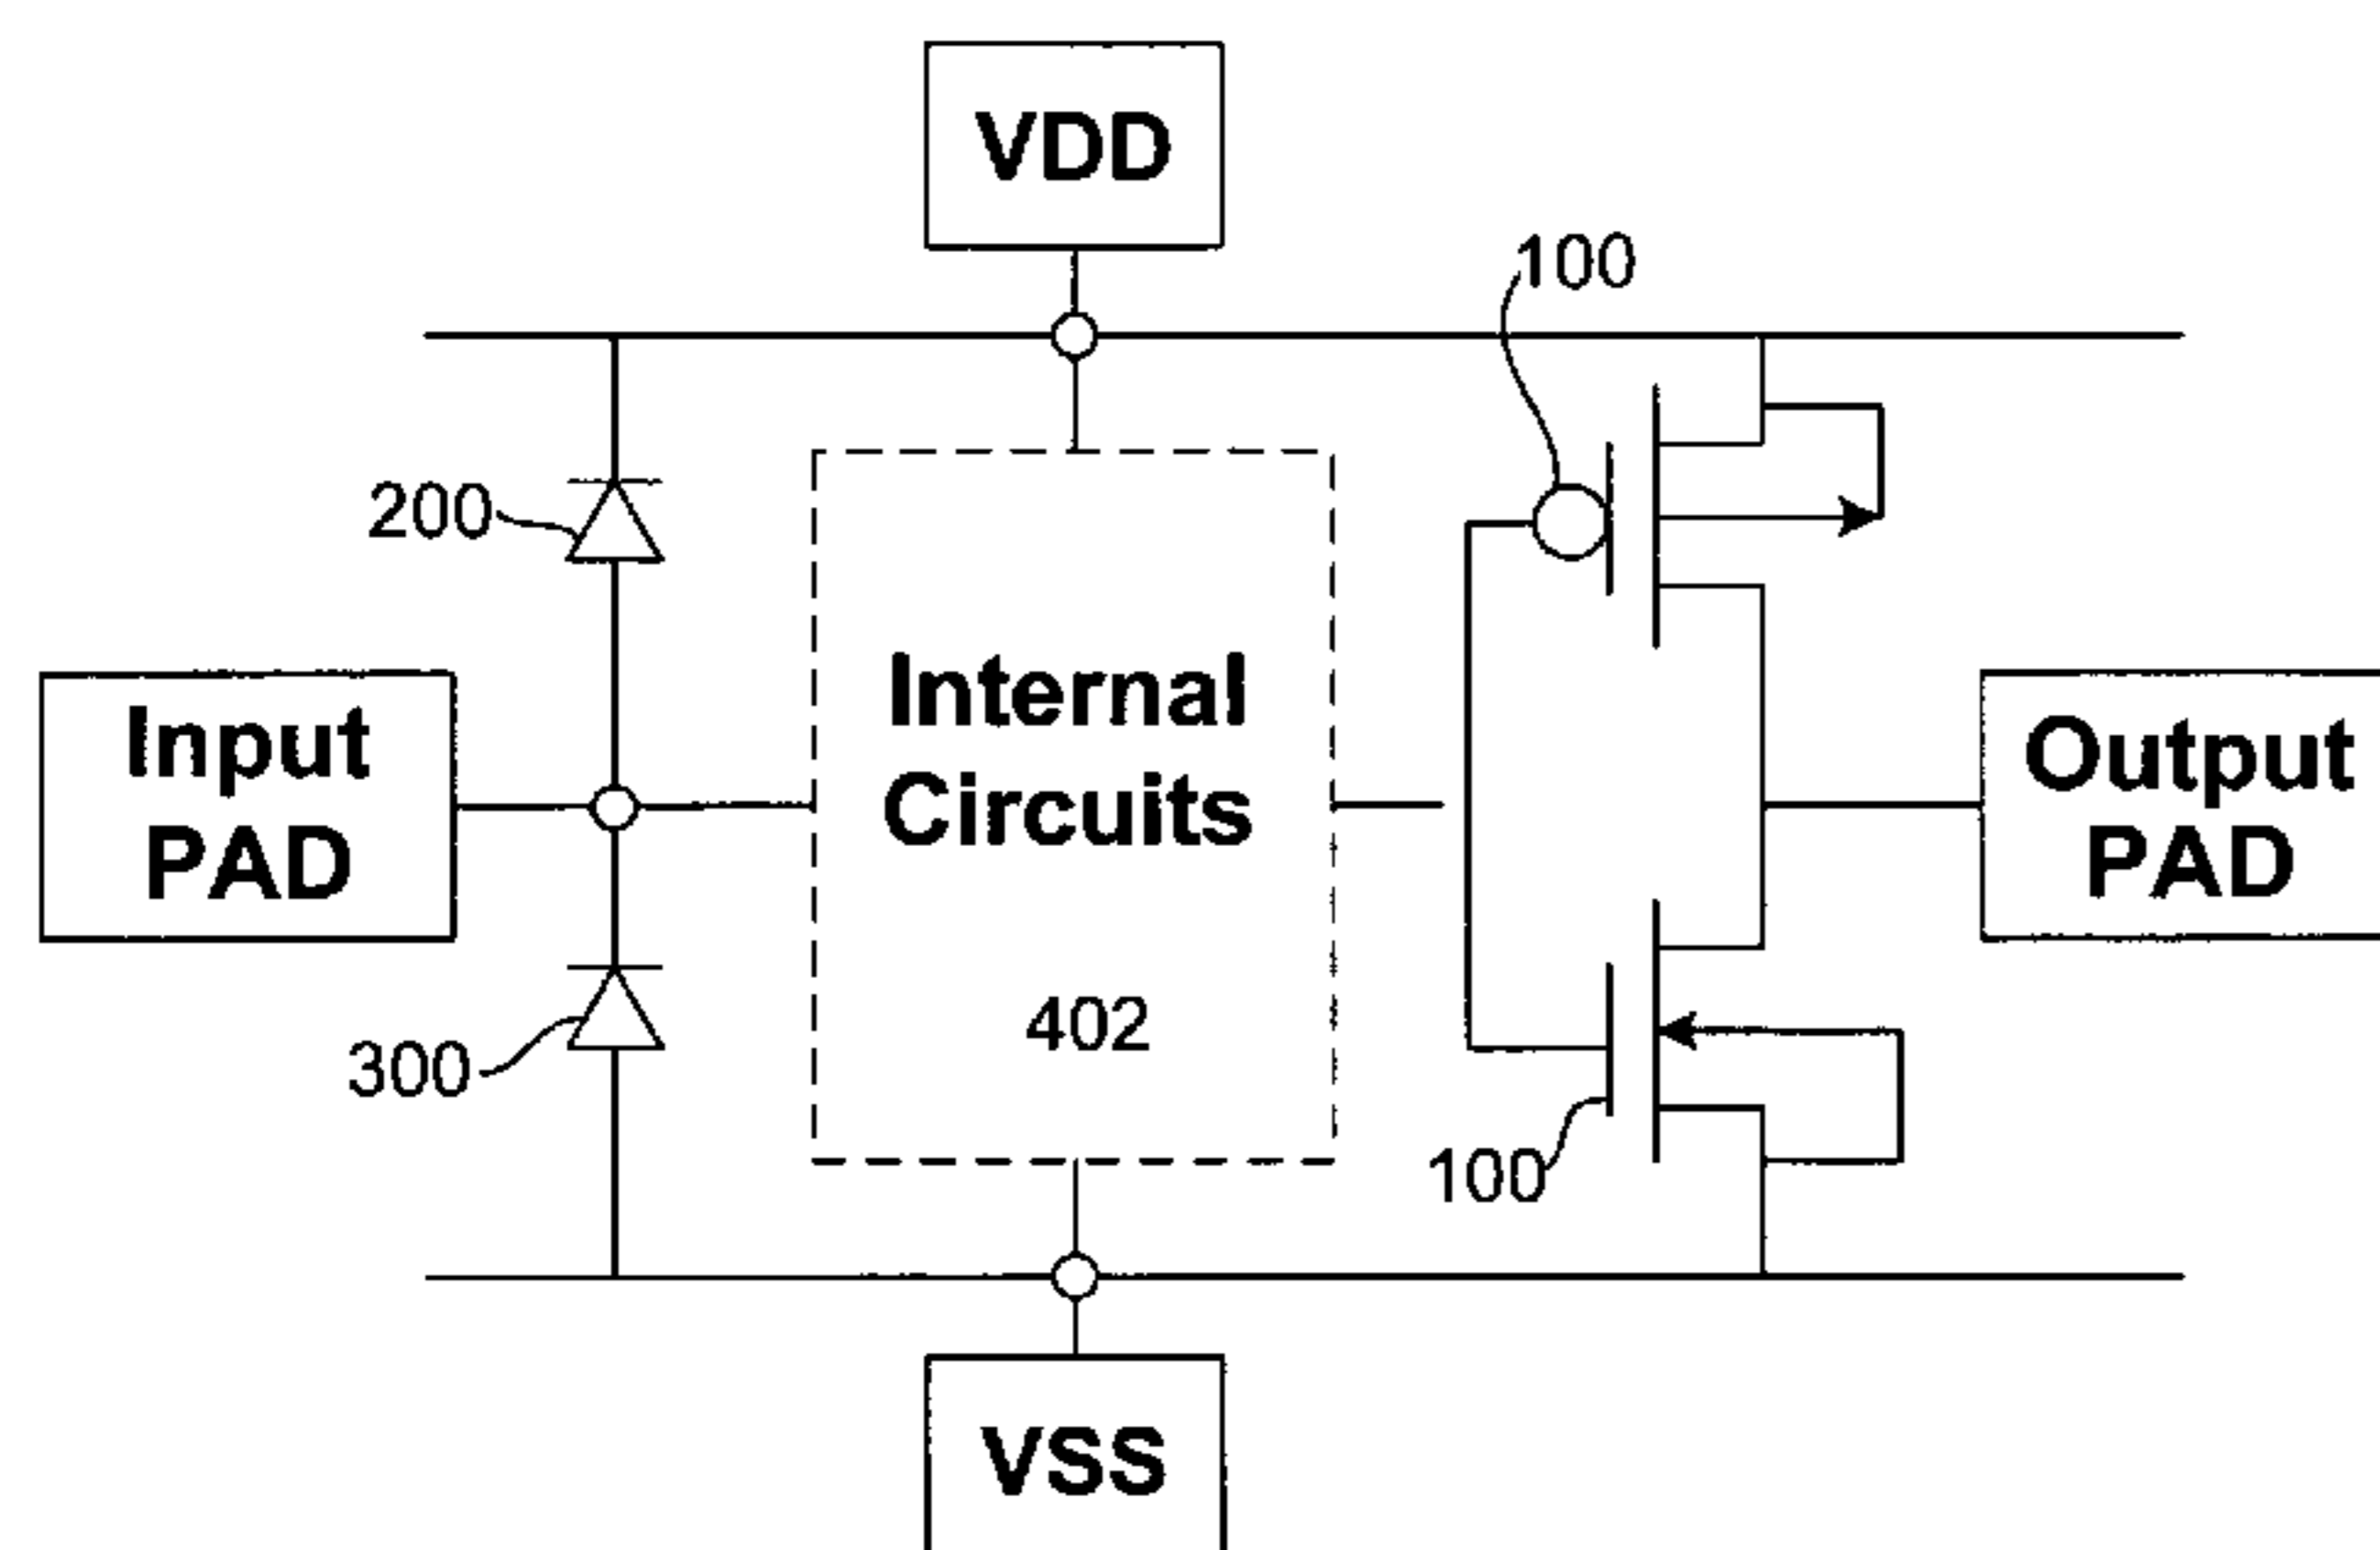 VDD
100
200
Input
PAD
Internal
Circuits
402
Output
PAD
300
100
VSS